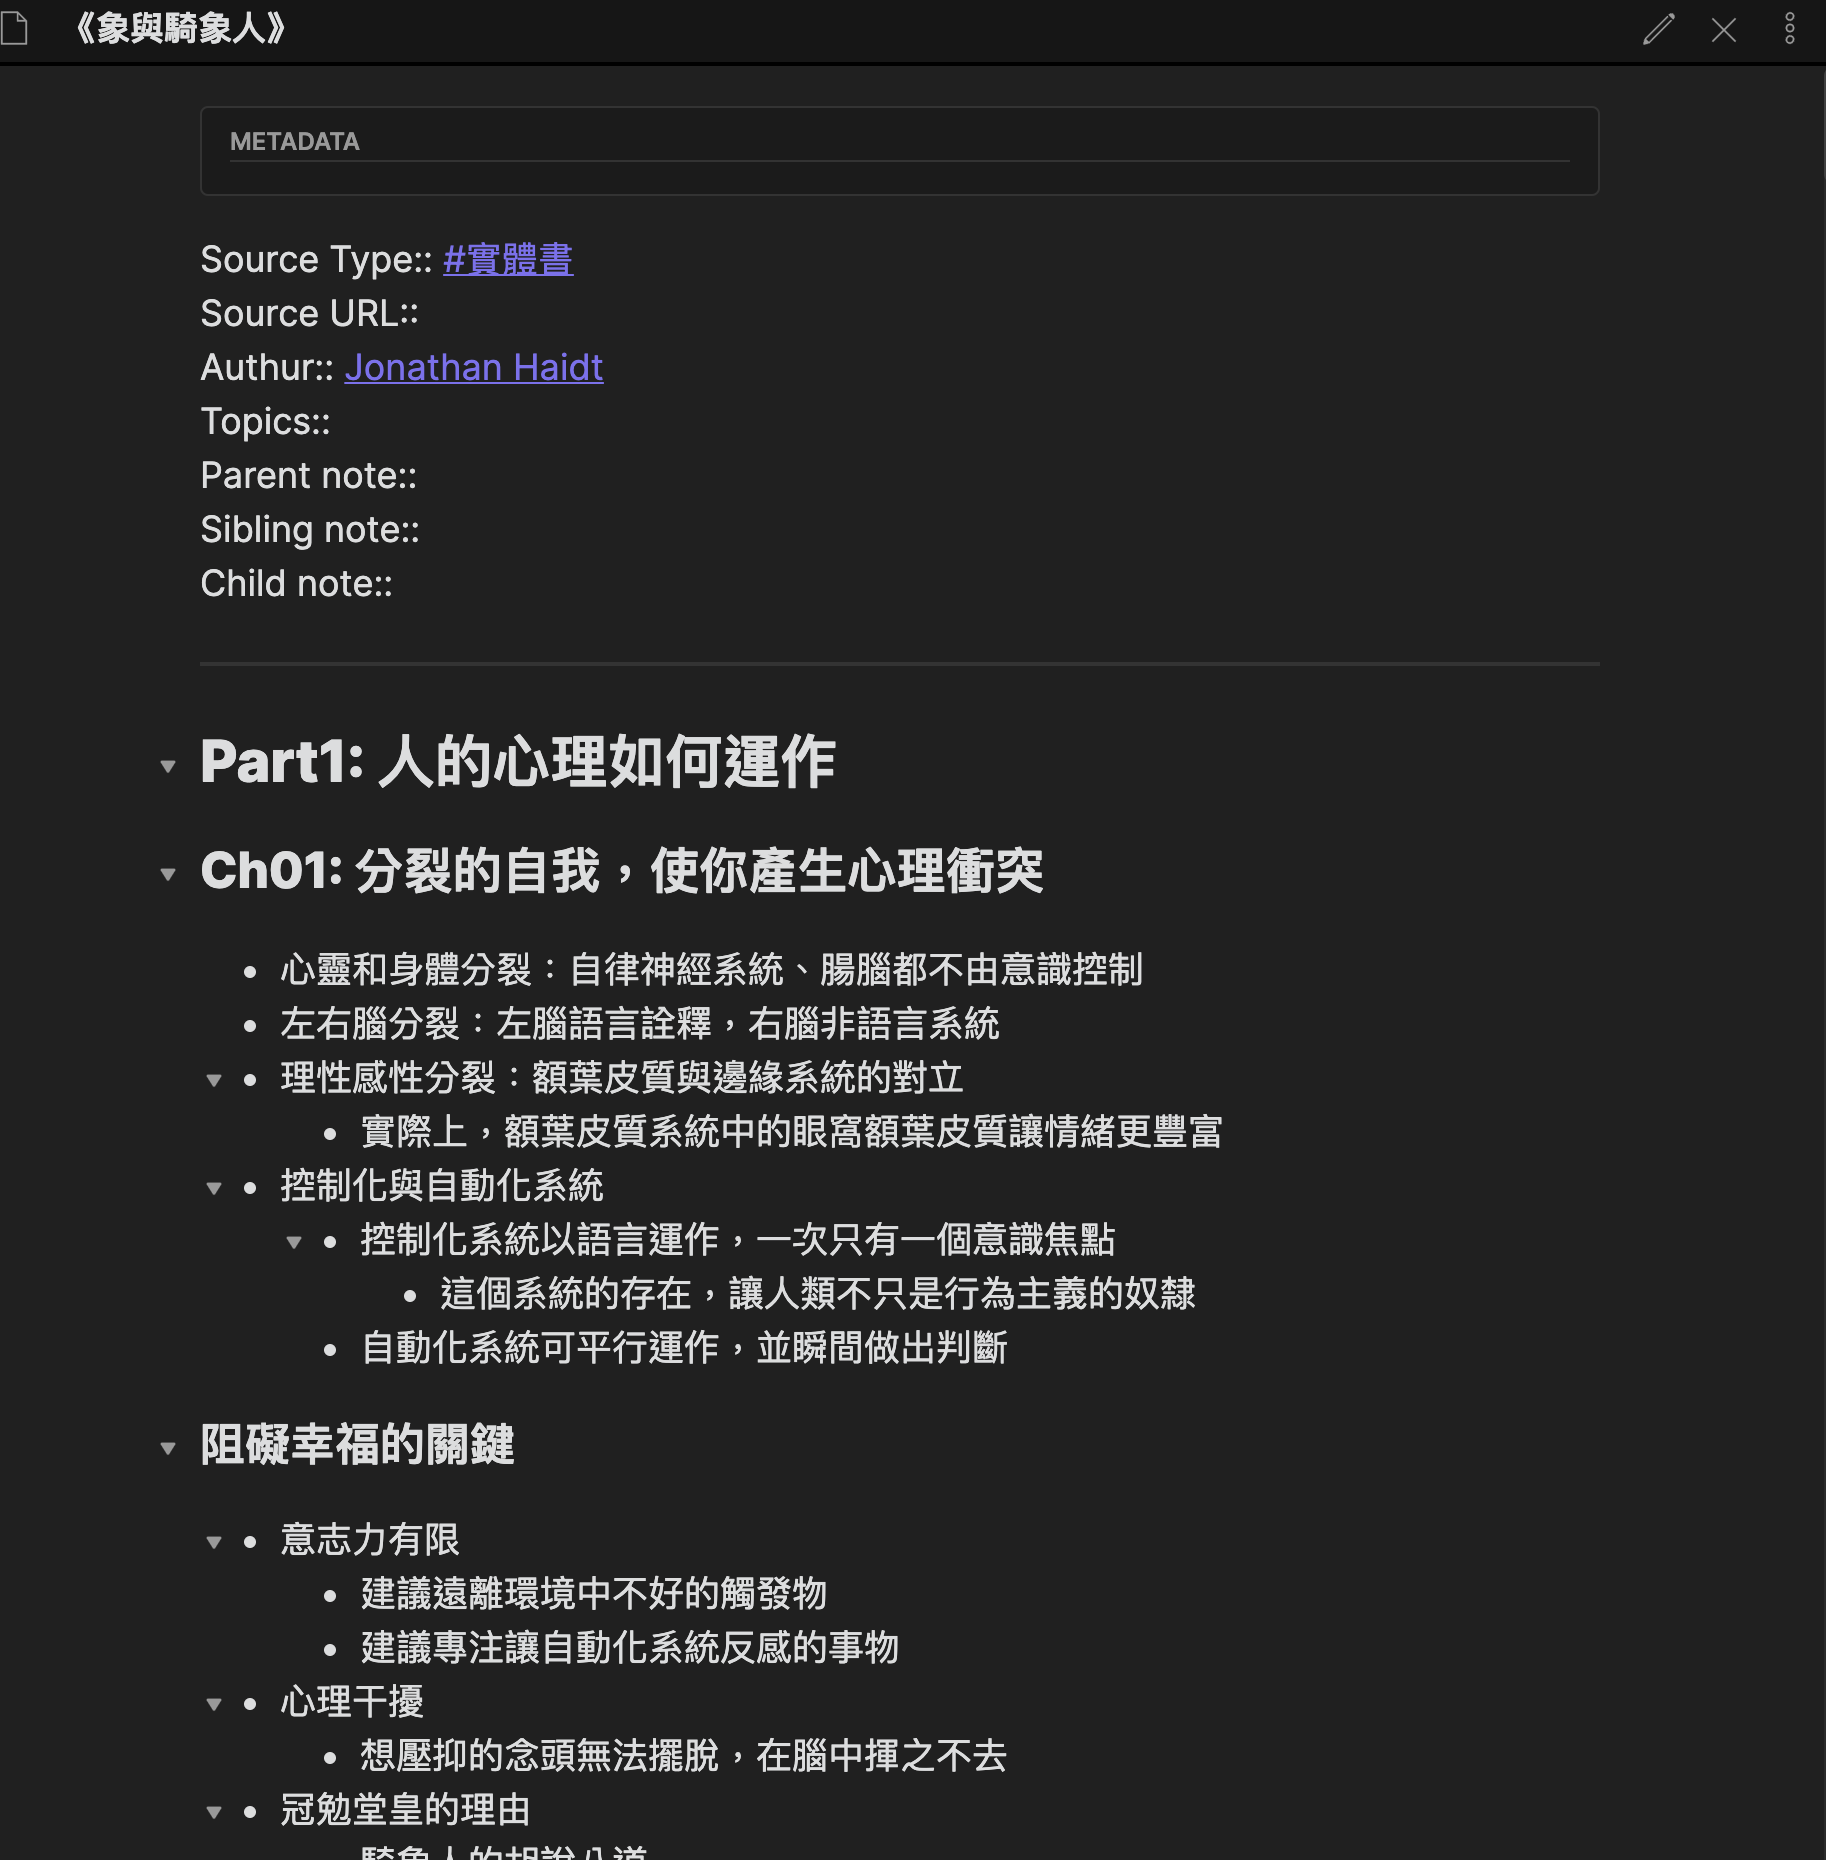 《象與騎象人》
METADATA
Source Type:: #實體書
Source URL::
Authur:: Jonathan Haidt
Topics::
Parent note::
Sibling note::
Child note::
Part1: 人的心理如何運作
Ch01: 分裂的自我，使你產生心理衝突
心靈和身體分裂：自律神經系統、腸腦都不由意識控制
左右腦分裂：左腦語言詮釋，右腦非語言系統
理性感性分裂：額葉皮質與邊緣系統的對立
實際上，額葉皮質系統中的眼窩額葉皮質讓情緒更豐富
控制化與自動化系統
控制化系統以語言運作，一次只有一個意識焦點
這個系統的存在，讓人類不只是行為主義的奴隸
自動化系統可平行運作，並瞬間做出判斷
阻礙幸福的關鍵
意志力有限
建議遠離環境中不好的觸發物
建議專注讓自動化系統反感的事物
心理干擾
想壓抑的念頭無法擺脫，在腦中揮之不去
冠勉堂皇的理由
騎象人的胡說八道